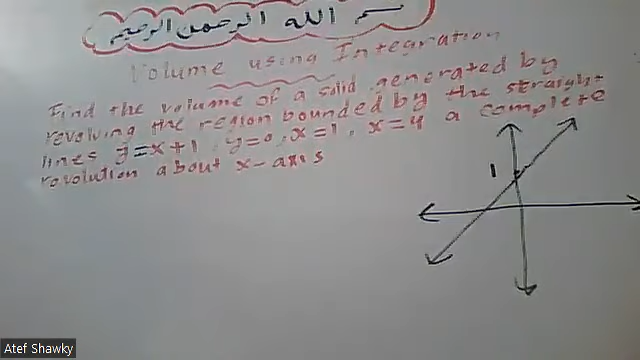 بسم الله الرحمن الرحيم
Volume using Integration
Find the volume of a solid generated by
revolving the region bounded by the straight
lines y=x+1, y=0, x=1, x=4 a complete
revolution about x-axis
1
Atef Shawky